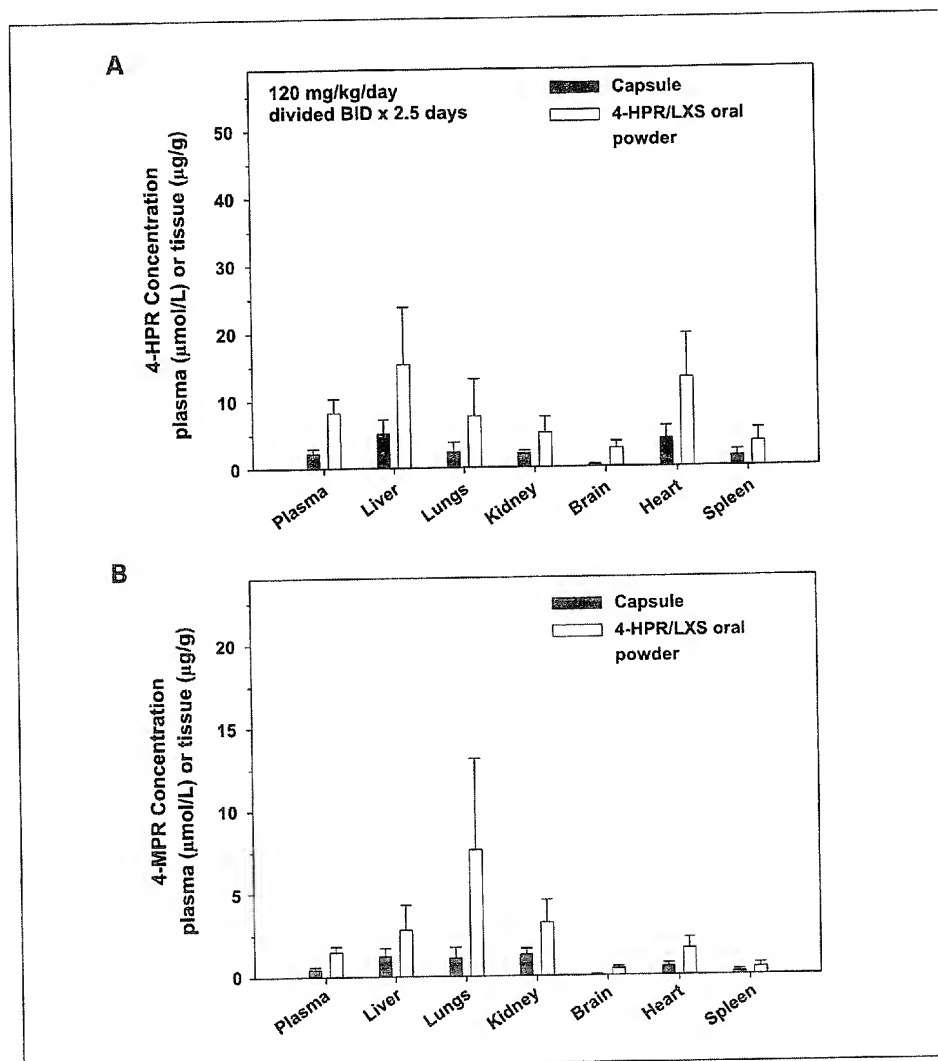 A
120 mg/kg/day
divided BID x 2.5 days
Capsule
4-HPR/LXS oral
powder
4-HPR Concentration
plasma (µmol/L) or tissue (µg/g)
50
40
30
20
10
0
Plasma
Liver
Lungs
Kidney
Brain
Heart
Spleen
B
Capsule
4-HPR/LXS oral
powder
4-MPR Concentration
plasma (µmol/L) or tissue (µg/g)
20
15
10
5
0
Plasma
Liver
Lungs
Kidney
Brain
Heart
Spleen